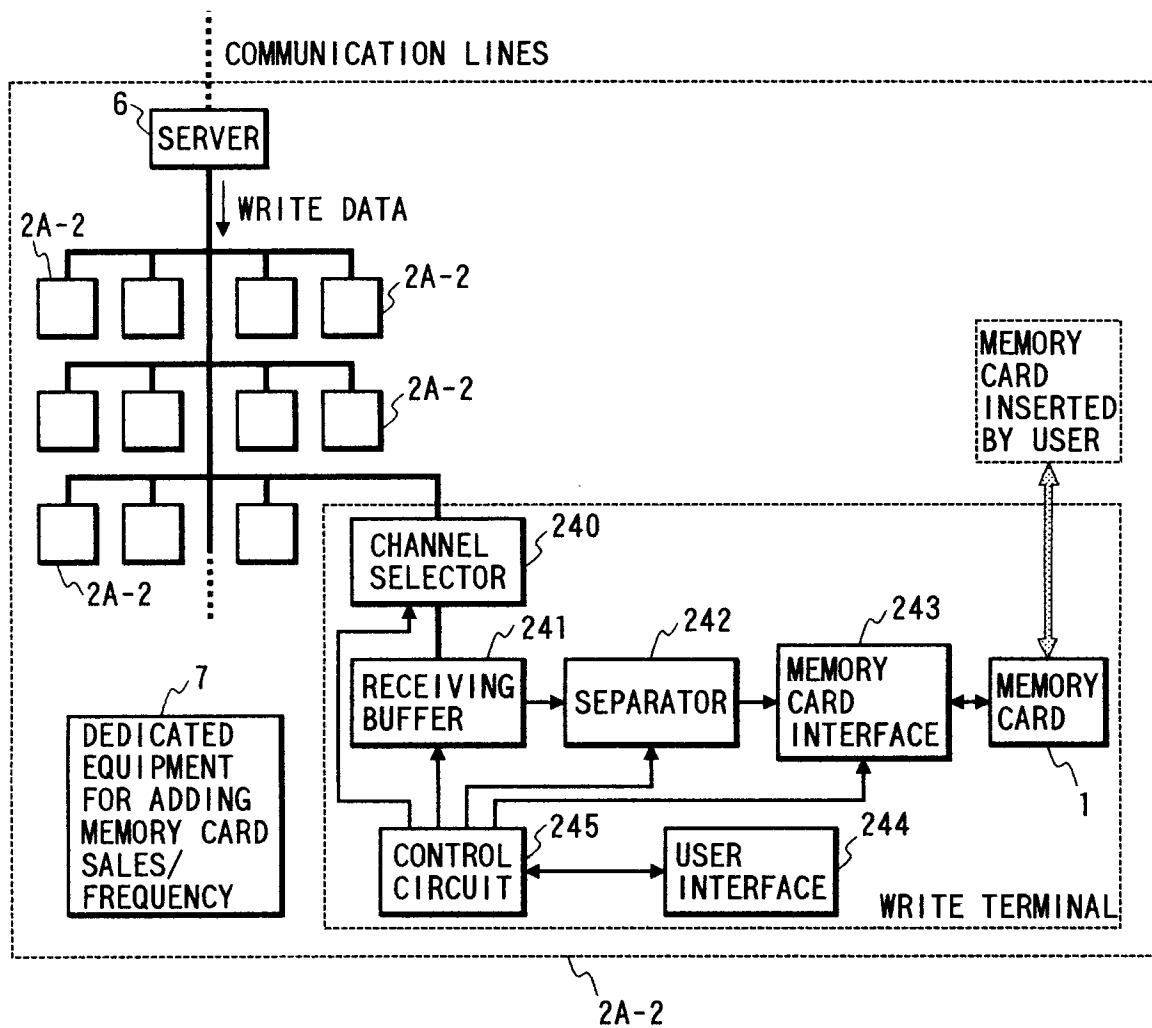 COMMUNICATION LINES
6
SERVER
WRITE DATA
2A-2
2A-2
2A-2
2A-2
MEMORY
CARD
INSERTED
BY USER
CHANNEL
SELECTOR
240
241
RECEIVING
BUFFER
242
SEPARATOR
243
MEMORY
CARD
INTERFACE
MEMORY
CARD
1
7
DEDICATED
EQUIPMENT
FOR ADDING
MEMORY CARD
SALES/
FREQUENCY
CONTROL
CIRCUIT
245
USER
INTERFACE
244
WRITE TERMINAL
2A-2